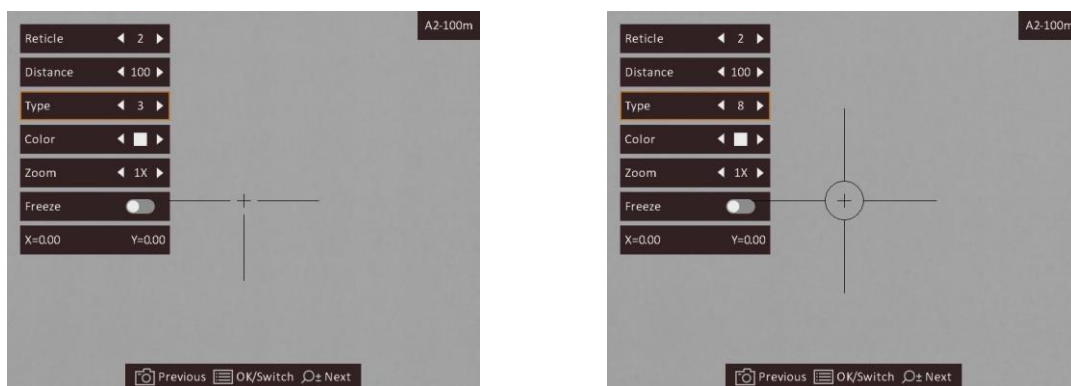 A2-100m
Reticle 2
Distance 100
Type 3
Color
Zoom 1X
Freeze
X=0.00 Y=0.00
Previous OK/Switch Next
A2-100m
Reticle 2
Distance 100
Type 8
Color
Zoom 1X
Freeze
X=0.00 Y=0.00
Previous OK/Switch Next